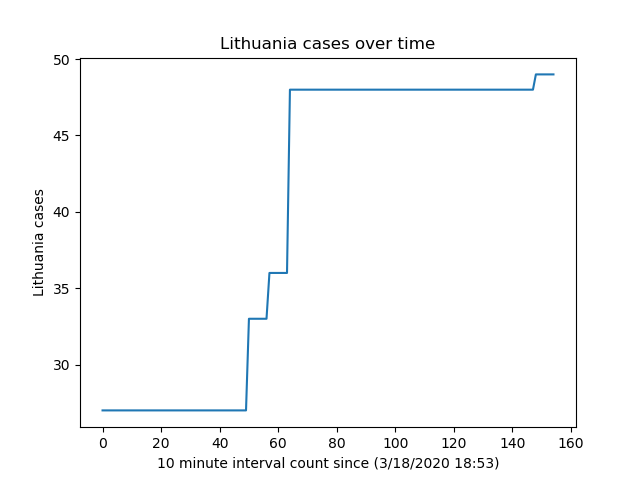 Lithuania cases over time
50
45
40
35
30
Lithuania cases
0 20 40 60 80 100 120 140 160
10 minute interval count since (3/18/2020 18:53)